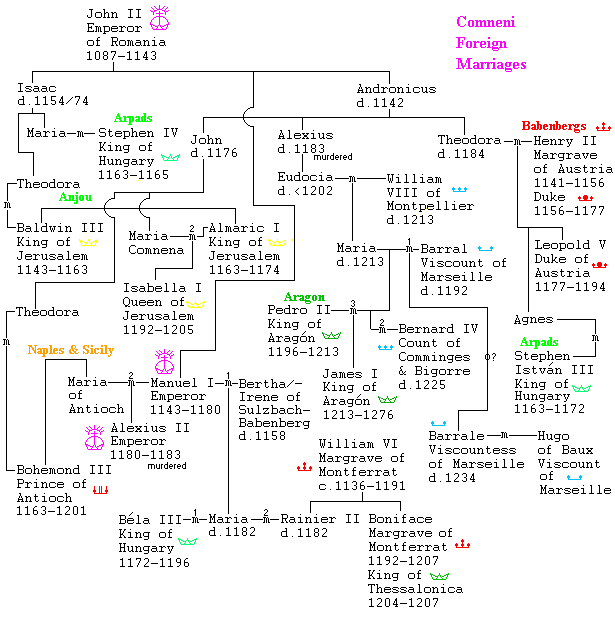 John II
Emperor
of Romania
1087–1143
Comneni
Foreign
Marriages
Isaac
d.1154/74
Andronicus
d.1142
Arpads
Maria–m–Stephen IV
King of
Hungary
1163–1165
John
d.1176
Alexius
d.1183
murdered
Theodora–m–Henry II
d.1184
Babenbergs
Margrave
of Austria
1141–1156
Duke
1156–1177
Eudocia–m–William
d.<1202
VIII of
Montpellier
d.1213
Theodora
m
Anjou
Baldwin III
King of
Jerusalem
1143–1163
Maria
Comnena
2
m
Almaric I
King of
Jerusalem
1163–1174
Maria
d.1213
1
m
Barral
Viscount of
Marseille
d.1192
Leopold V
Duke of
Austria
1177–1194
Isabella I
Queen of
Jerusalem
1192–1205
Theodora
m
Aragon
Pedro II
King of
Aragón
1196–1213
3
m
2
m
Bernard IV
Count of
Comminges
& Bigorre
d.1225
0?
Agnes
m
Arpads
Stephen
István III
King of
Hungary
1163–1172
Naples & Sicily
Maria
of
Antioch
2
m
Manuel I
Emperor
1143–1180
1
m
Bertha/–
Irene of
Sulzbach–
Babenberg
d.1158
James I
King of
Aragón
1213–1276
Alexius II
Emperor
1180–1183
murdered
Barrale–m–Hugo
Viscountess
of Marseille
d.1234
of Baux
Viscount
of
Marseille
William VI
Margrave of
Montferrat
c.1136–1191
Bohemond III
Prince of
Antioch
1163–1201
Béla III
King of
Hungary
1172–1196
1
m
Maria
d.1182
2
m
Rainier II
d.1182
Boniface
Margrave of
Montferrat
1192–1207
King of
Thessalonica
1204–1207